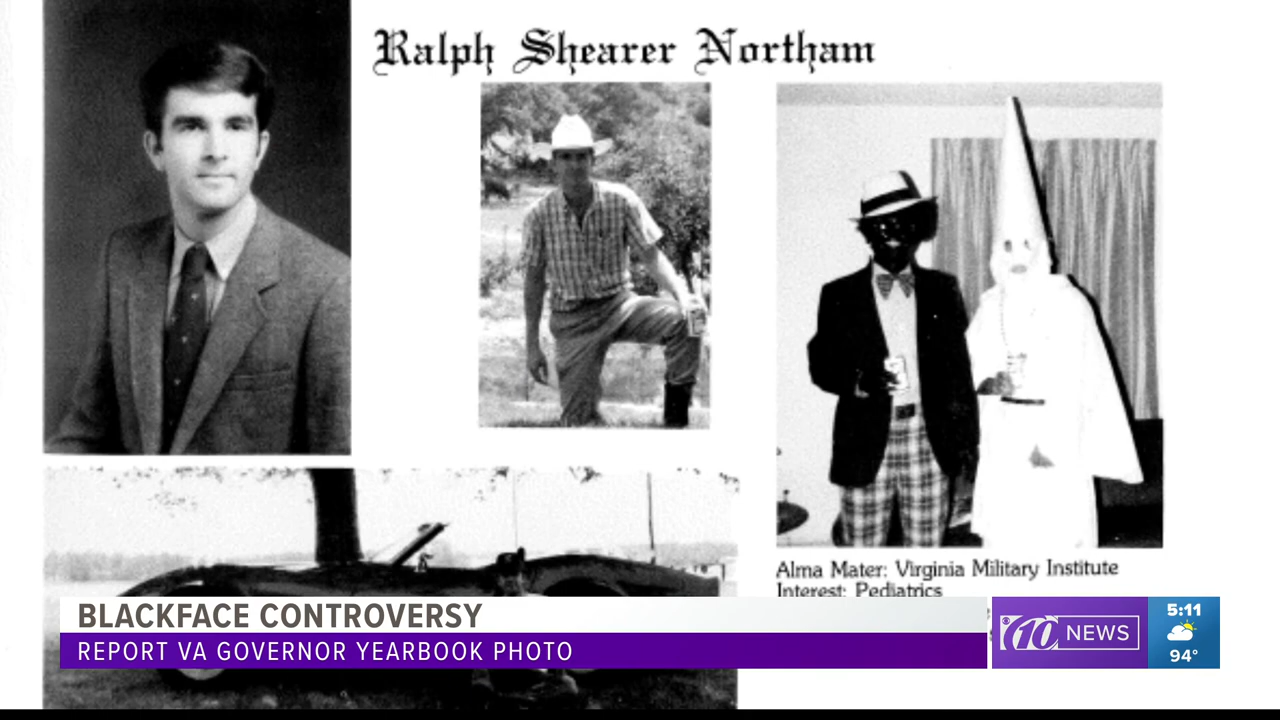 Ralph Shearer Northam
Alma Mater: Virginia Military Institute
Interest: Pediatrics
BLACKFACE CONTROVERSY
REPORT VA GOVERNOR YEARBOOK PHOTO
10 NEWS
5:11
94°